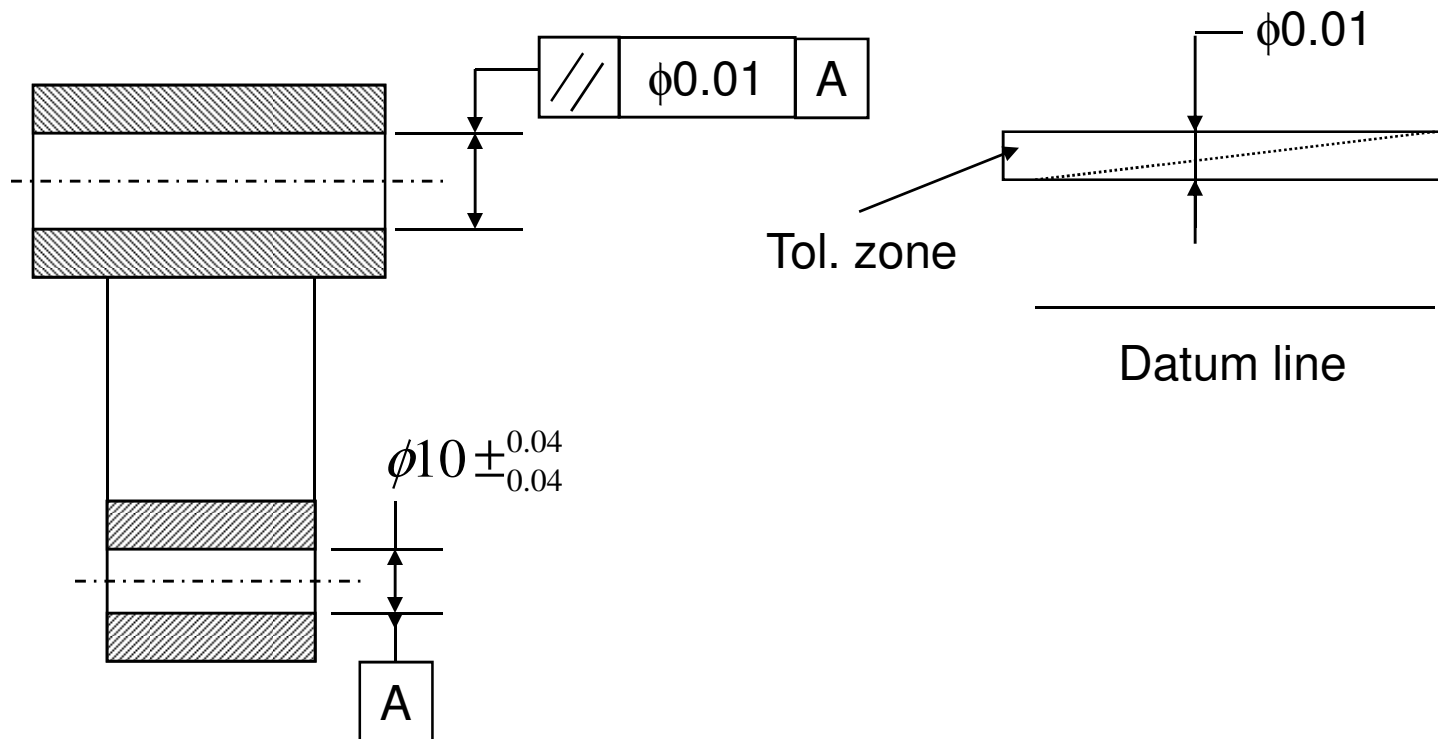 ϕ0.01
// ϕ0.01 A
Tol. zone
Datum line
ϕ10 ± 0.04 0.04
A